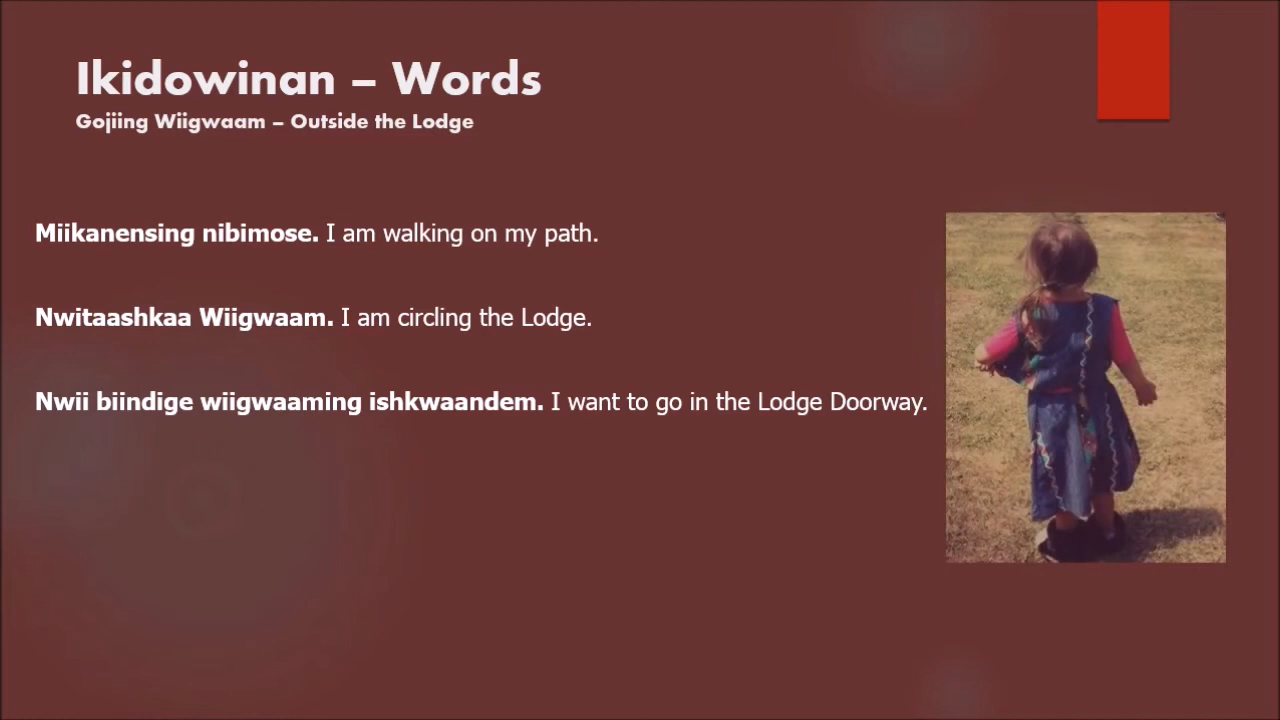 Ikidowinan – Words
Gojiing Wiigwaam – Outside the Lodge
Miikanensing nibimose. I am walking on my path.
Nwitaashkaa Wiigwaam. I am circling the Lodge.
Nwii biindige wiigwaaming ishkwaandem. I want to go in the Lodge Doorway.